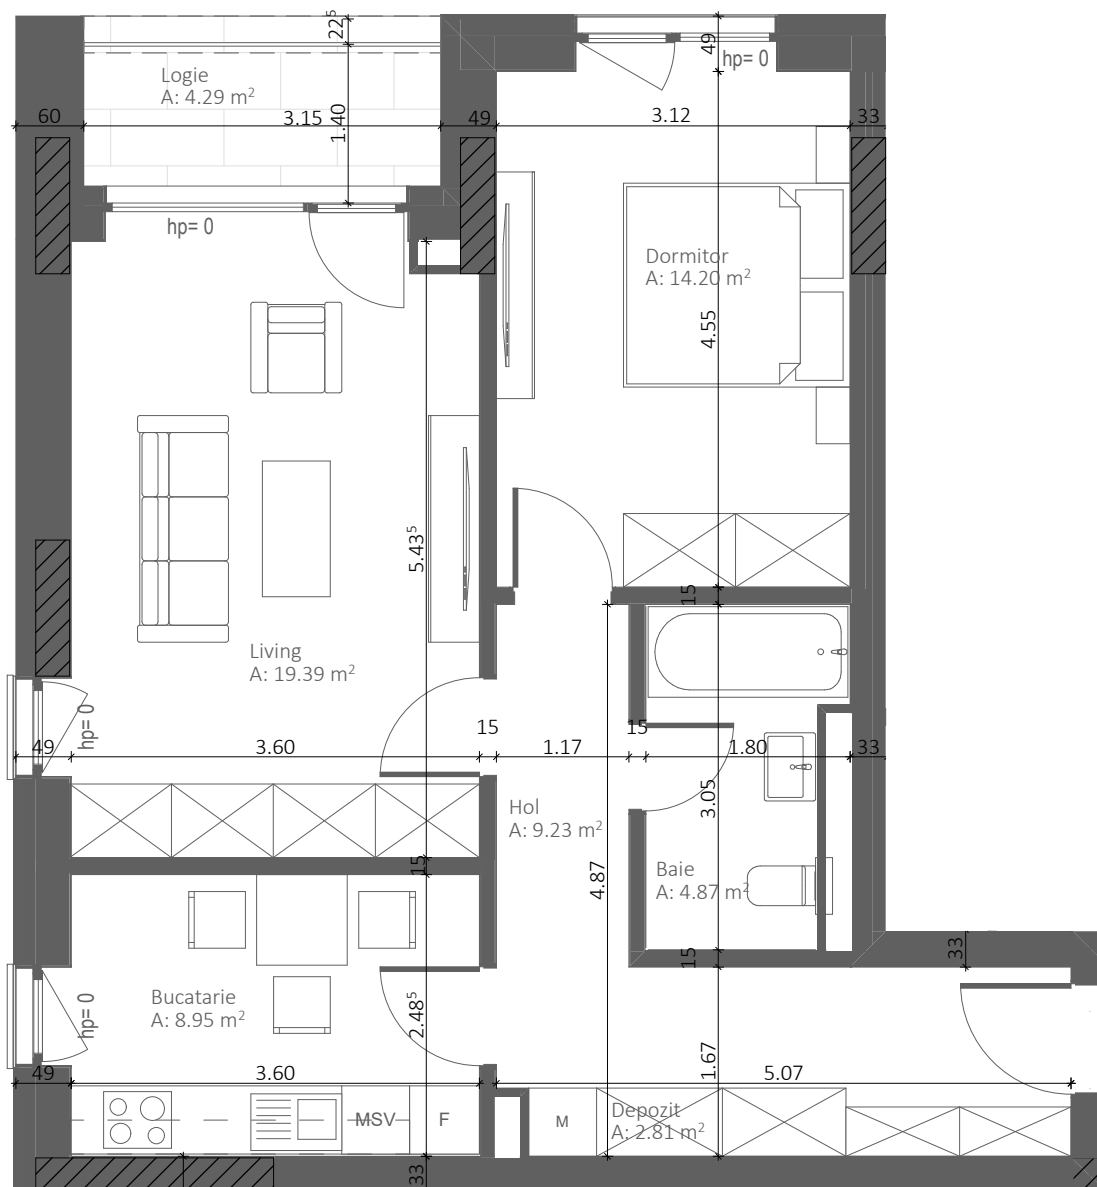 22⁵
49
hp= 0
Logie
A: 4.29 m²
60
3.15
1.40
49
3.12
33
hp= 0
Dormitor
A: 14.20 m²
4.55
5.43⁵
15
Living
A: 19.39 m²
hp= 0
49
3.60
15
1.17
15
1.80
33
3.05
Hol
A: 9.23 m²
4.87
15
Baie
A: 4.87 m²
15
33
Bucatarie
A: 8.95 m²
hp= 0
2.48⁵
49
3.60
1.67
5.07
MSV
F
M
Depozit
A: 2.81 m²
33